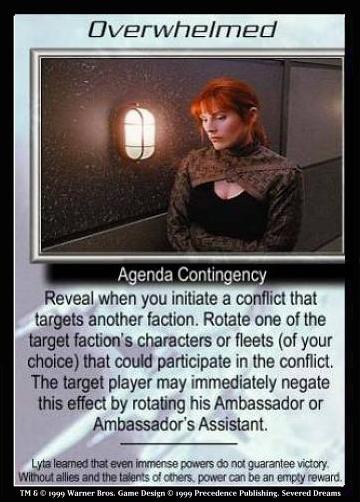 Overwhelmed
Agenda Contingency
Reveal when you initiate a conflict that
targets another faction. Rotate one of the
target faction's characters or fleets (of your
choice) that could participate in the conflict.
The target player may immediately negate
this effect by rotating his Ambassador or
Ambassador's Assistant.
Lyta learned that even immense powers do not guarantee victory.
Without allies and the talents of others, power can be an empty reward.
TM & © 1999 Warner Bros. Game Design © 1999 Precedence Publishing. Severed Dreams